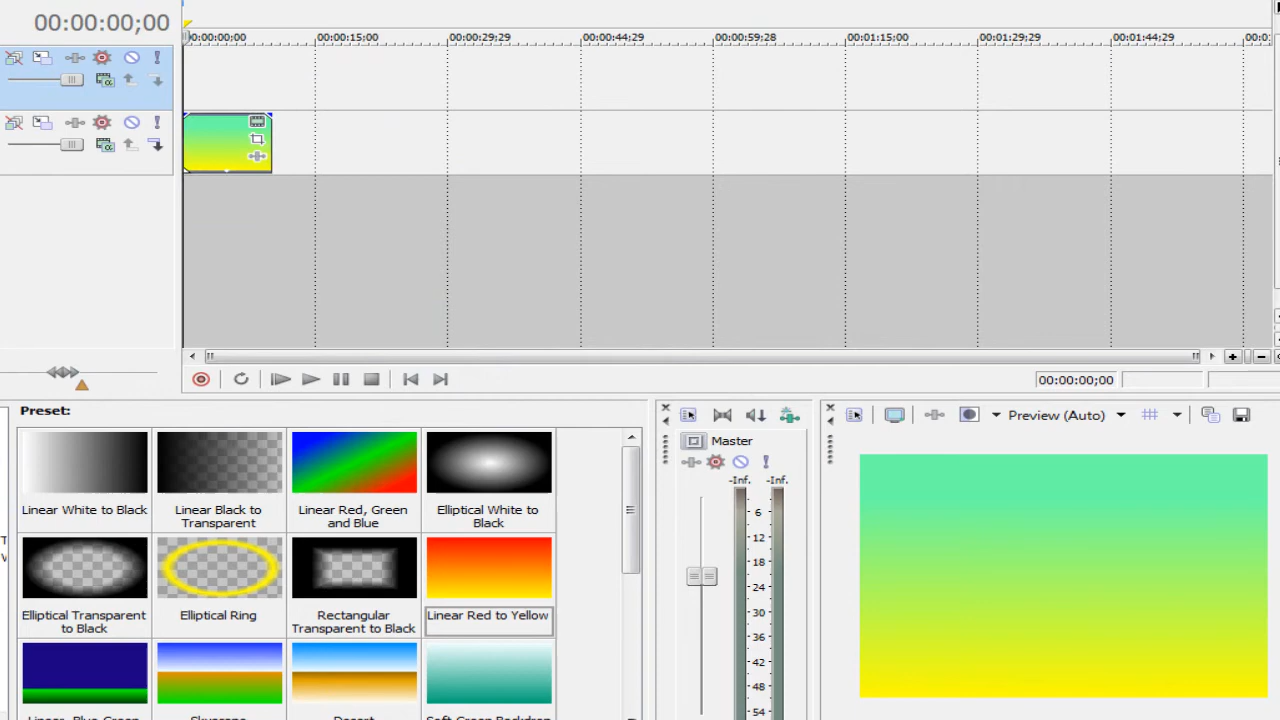 00:00:00;00
00:00:00;00 00:00:15;00 00:00:29;29 00:00:44;29 00:00:59;28 00:01:15;00 00:01:29;29 00:01:44;29
00:00:00;00
Preset:
Linear White to Black
Linear Black to
Transparent
Linear Red, Green
and Blue
Elliptical White to
Black
Elliptical Transparent
to Black
Elliptical Ring
Rectangular
Transparent to Black
Linear Red to Yellow
Master
-Inf. -Inf.
6
12
18
24
30
36
42
48
54
Preview (Auto)